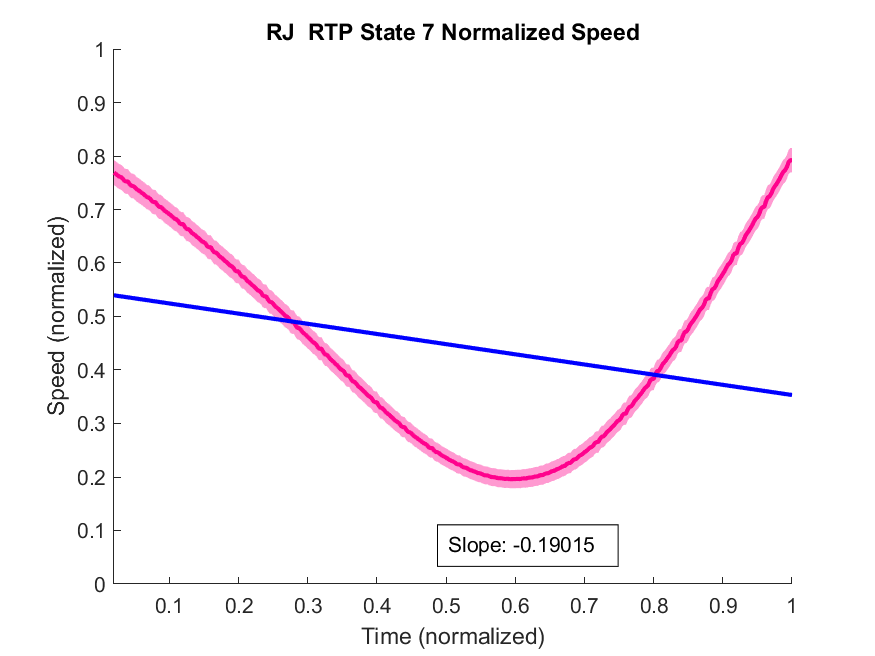 RJ  RTP State 7 Normalized Speed
1
0.9
0.8
0.7
0.6
0.5
0.4
0.3
0.2
0.1
0
Speed (normalized)
Slope: -0.19015
0.1 0.2 0.3 0.4 0.5 0.6 0.7 0.8 0.9 1
Time (normalized)